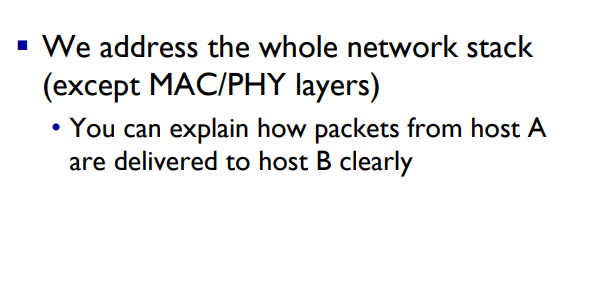 ▪ We address the whole network stack
(except MAC/PHY layers)
• You can explain how packets from host A
are delivered to host B clearly